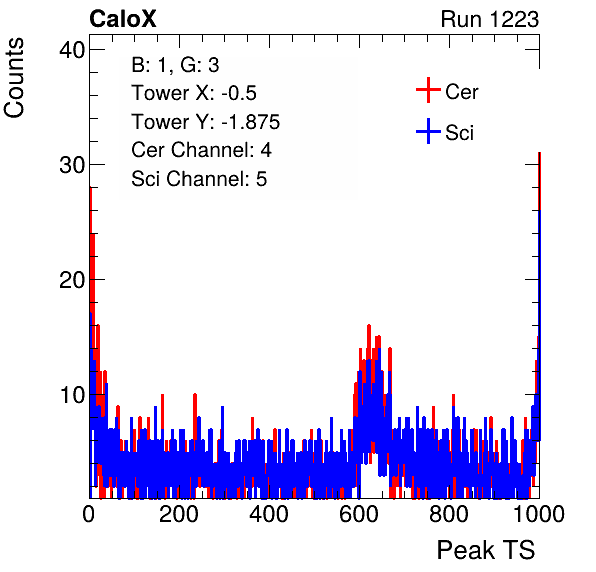 CaloX Run 1223
Counts
40
30
20
10
B: 1, G: 3
Tower X: -0.5
Tower Y: -1.875
Cer Channel: 4
Sci Channel: 5
Cer
Sci
0 200 400 600 800 1000
Peak TS